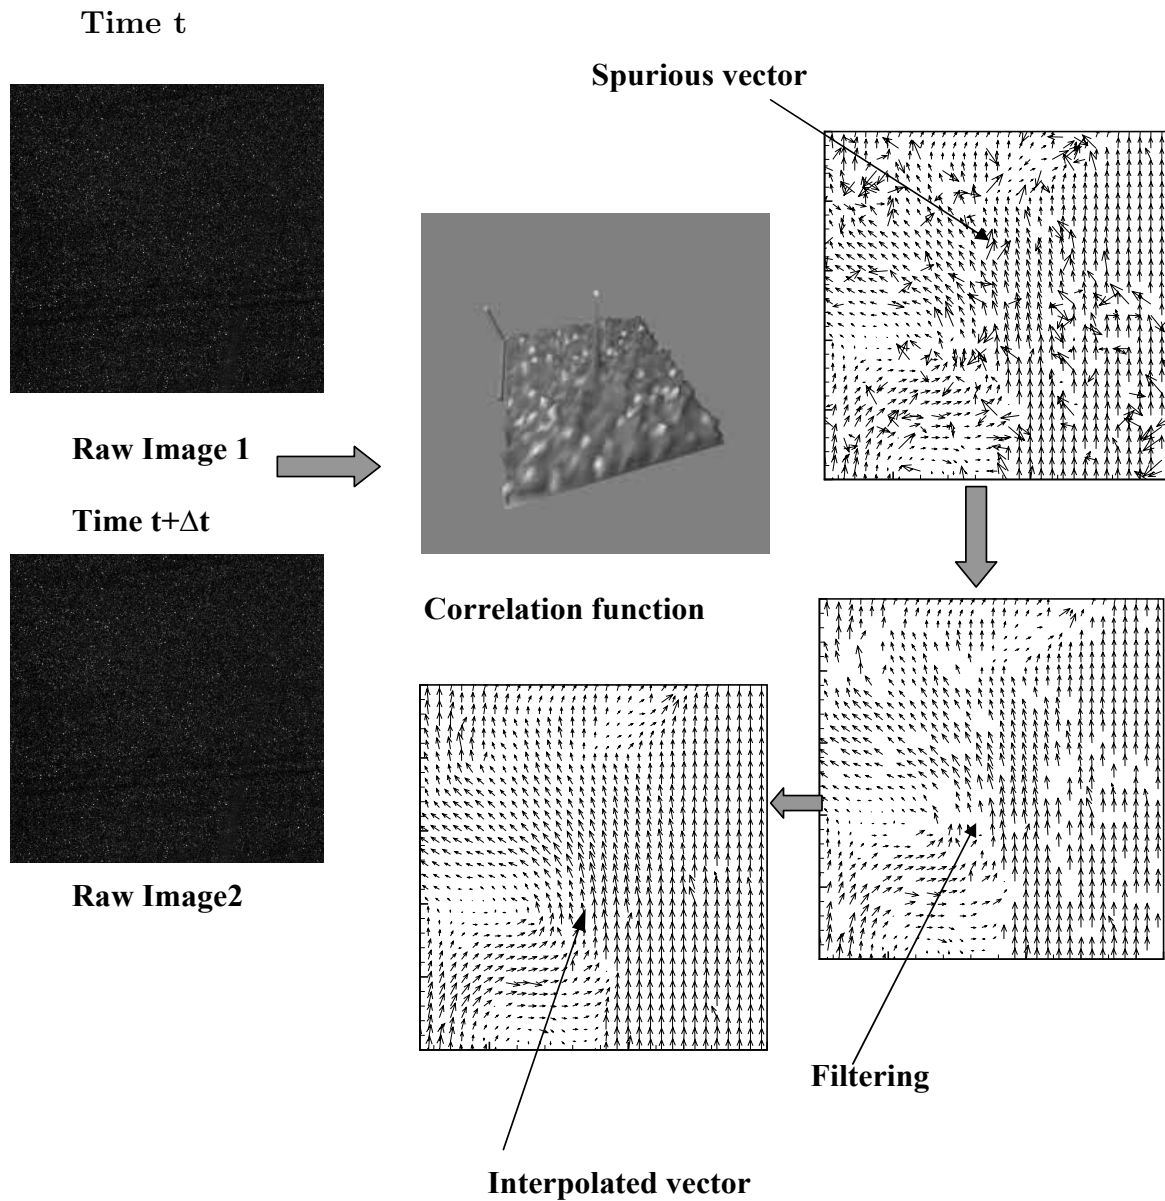 Time t
Spurious vector
Raw Image 1
Time t+Δt
Correlation function
Raw Image2
Filtering
Interpolated vector